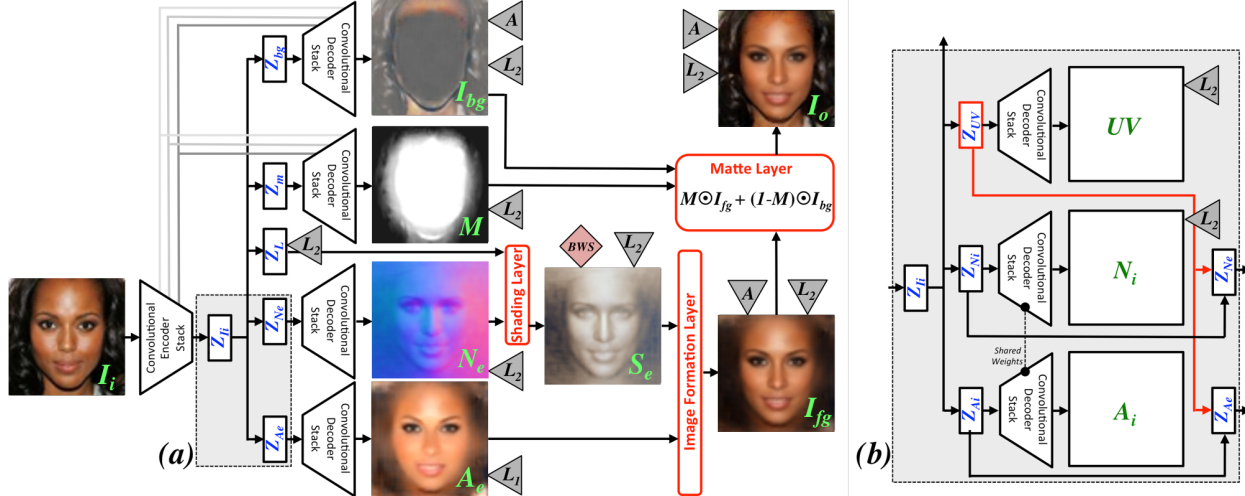 Z_bg
Convolutional
Decoder
Stack
I_bg
A
L_2
A
L_2
I_o
Z_m
Convolutional
Decoder
Stack
M
L_2
Matte Layer
M⊙I_fg + (1-M)⊙I_bg
Z_L
L_2
I_i
Convolutional
Encoder
Stack
Z_Ii
Z_Ne
Convolutional
Decoder
Stack
N_e
L_2
Shading Layer
BWS
L_2
S_e
Image Formation Layer
A
L_2
I_fg
Z_Ae
Convolutional
Decoder
Stack
A_e
L_1
(a)
Z_UV
Convolutional
Decoder
Stack
UV
L_2
Z_Ii
Z_Ni
Convolutional
Decoder
Stack
N_i
L_2
Z_Ne
Shared
Weights
Z_Ai
Convolutional
Decoder
Stack
A_i
Z_Ae
(b)